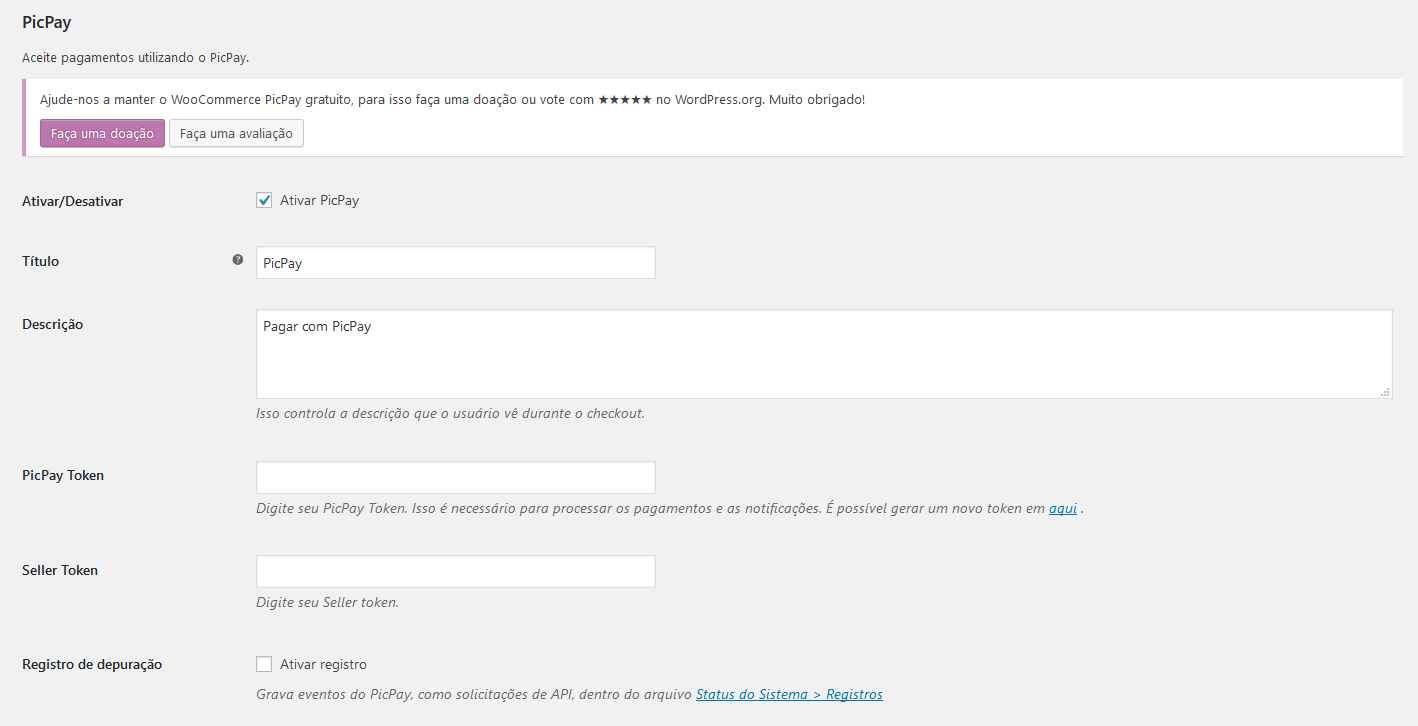 PicPay
Aceite pagamentos utilizando o PicPay.
Ajude-nos a manter o WooCommerce PicPay gratuito, para isso faça uma doação ou vote com ★★★★★ no WordPress.org. Muito obrigado!
Faça uma doação Faça uma avaliação
Ativar/Desativar Ativar PicPay
Título ? PicPay
Descrição Pagar com PicPay
Isso controla a descrição que o usuário vê durante o checkout.
PicPay Token
Digite seu PicPay Token. Isso é necessário para processar os pagamentos e as notificações. É possível gerar um novo token em aqui .
Seller Token
Digite seu Seller token.
Registro de depuração Ativar registro
Grava eventos do PicPay, como solicitações de API, dentro do arquivo Status do Sistema > Registros